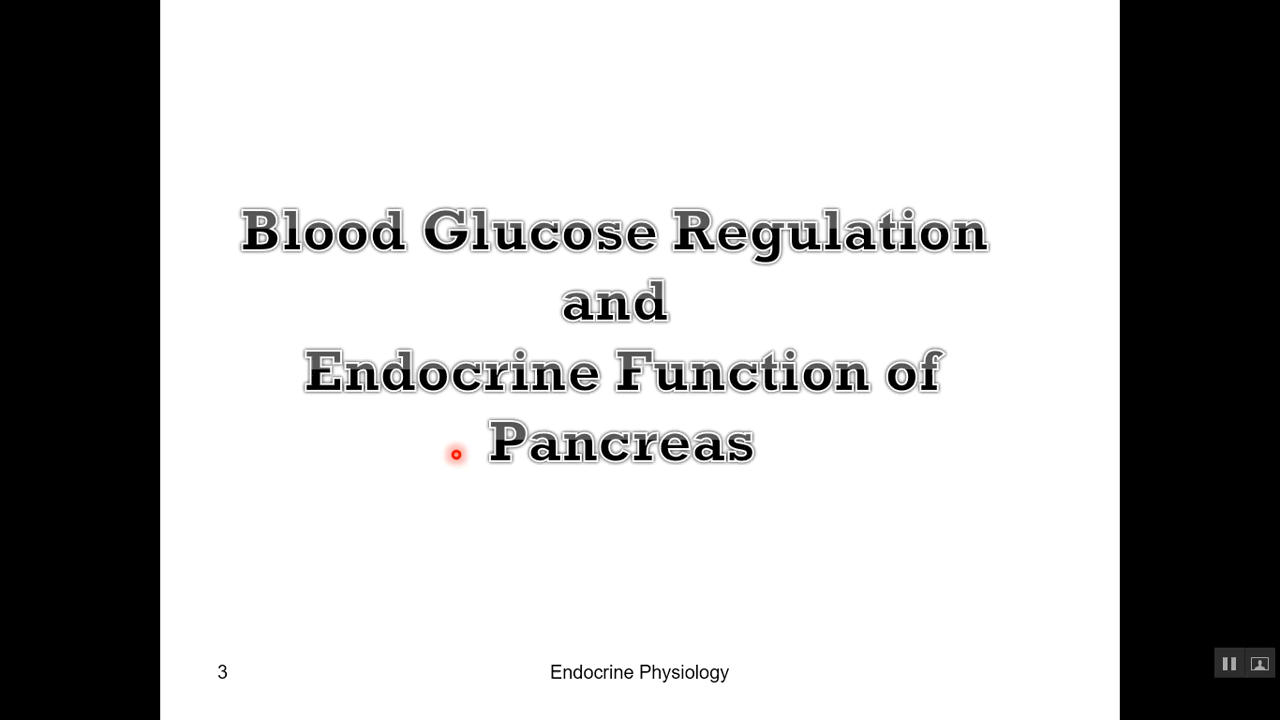 Blood Glucose Regulation
and
Endocrine Function of
Pancreas
3
Endocrine Physiology